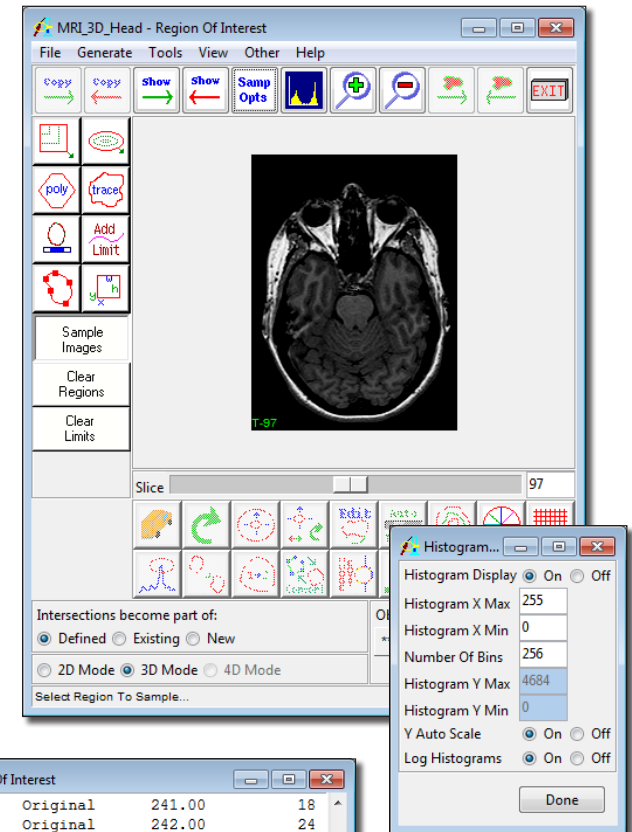 MRI_3D_Head - Region Of Interest
File Generate Tools View Other Help
Copy Copy Show Show Samp Opts EXIT
poly trace
Add Limit
y x w h
Sample Images
Clear Regions
Clear Limits
T-97
Slice 97
Edit Auto
Histogram...
Histogram Display On Off
Histogram X Max 255
Histogram X Min 0
Number Of Bins 256
Histogram Y Max 4684
Histogram Y Min 0
Y Auto Scale On Off
Log Histograms On Off
Done
Intersections become part of:
Defined Existing New
2D Mode 3D Mode 4D Mode
Select Region To Sample...
Of Interest
Original 241.00 18
Original 242.00 24